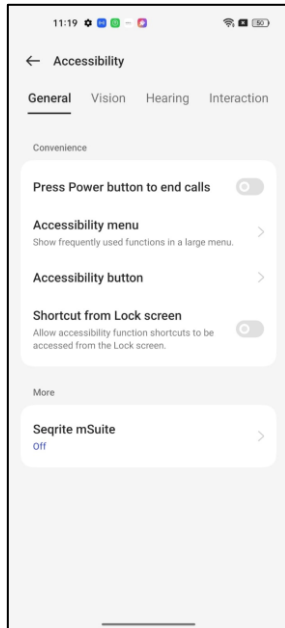 11:19
50
Accessibility
General Vision Hearing Interaction
Convenience
Press Power button to end calls
Accessibility menu
Show frequently used functions in a large menu.
Accessibility button
Shortcut from Lock screen
Allow accessibility function shortcuts to be
accessed from the Lock screen.
More
Seqrite mSuite
Off